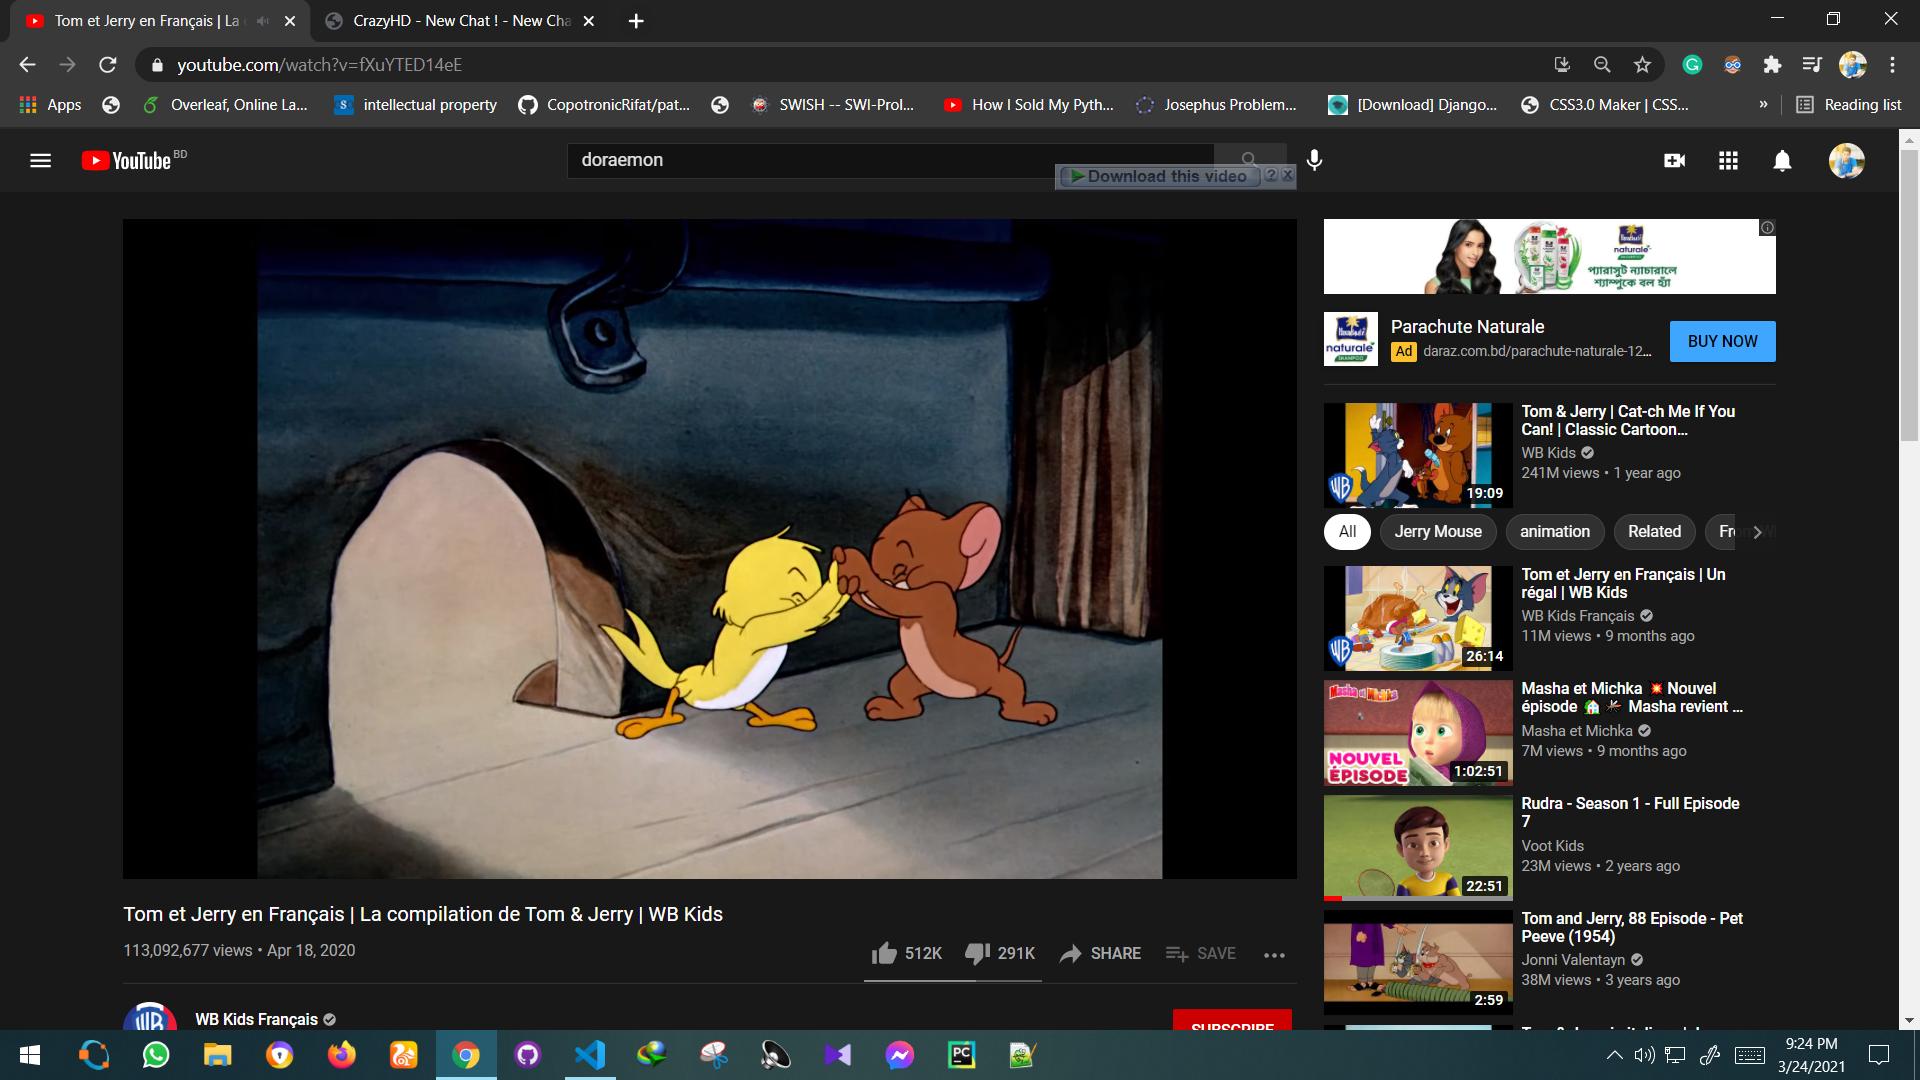 Tom et Jerry en Français | La
CrazyHD - New Chat ! - New Cha
youtube.com/watch?v=fXuYTED14eE
Apps
Overleaf, Online La...
intellectual property
CopotronicRifat/pat...
SWISH -- SWI-Prol...
How I Sold My Pyth...
Josephus Problem...
[Download] Django...
CSS3.0 Maker | CSS...
»
Reading list
YouTube BD
doraemon
Download this video
প্যারাসুট ন্যাচারালে
শ্যাম্পুকে বল হ্যাঁ
naturale
Parachute Naturale
Ad daras.com.bd/parachute-naturale-12...
BUY NOW
Tom & Jerry | Cat-ch Me If You
Can! | Classic Cartoon...
WB Kids
241M views • 1 year ago
19:09
All
Jerry Mouse
animation
Related
Tom et Jerry en Français | Un
régal | WB Kids
WB Kids Français
11M views • 9 months ago
26:14
Masha et Michka 💥 Nouvel
épisode 🏠 🦟 Masha revient ...
Masha et Michka
7M views • 9 months ago
NOUVEL
ÉPISODE
1:02:51
Rudra - Season 1 - Full Episode
7
Voot Kids
23M views • 2 years ago
22:51
Tom and Jerry, 88 Episode - Pet
Peeve (1954)
Jonni Valentayn
38M views • 3 years ago
2:59
Tom et Jerry en Français | La compilation de Tom & Jerry | WB Kids
113,092,677 views • Apr 18, 2020
512K
291K
SHARE
SAVE
WB Kids Français
SUBSCRIBE
9:24 PM
3/24/2021